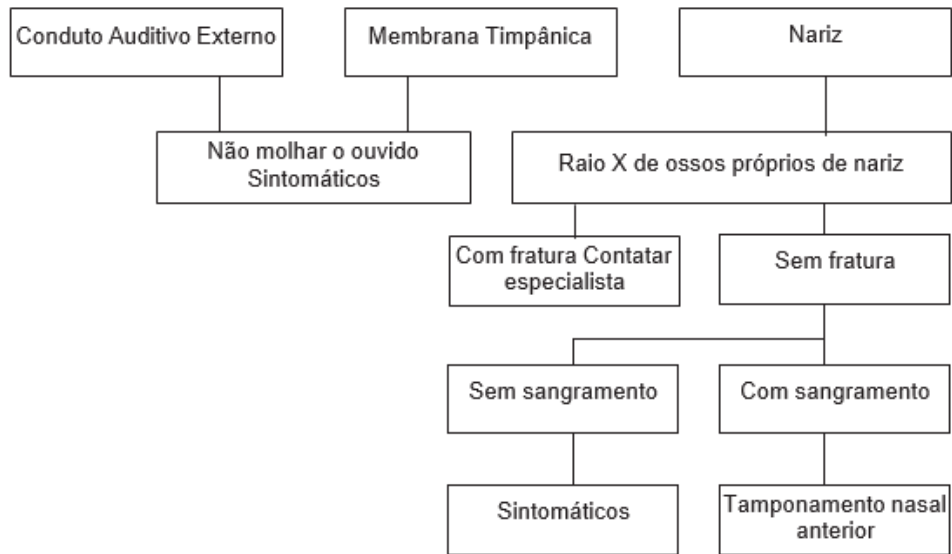 Conduto Auditivo Externo
Membrana Timpânica
Nariz
Não molhar o ouvido
Sintomáticos
Raio X de ossos próprios de nariz
Com fratura Contatar
especialista
Sem fratura
Sem sangramento
Com sangramento
Sintomáticos
Tamponamento nasal
anterior